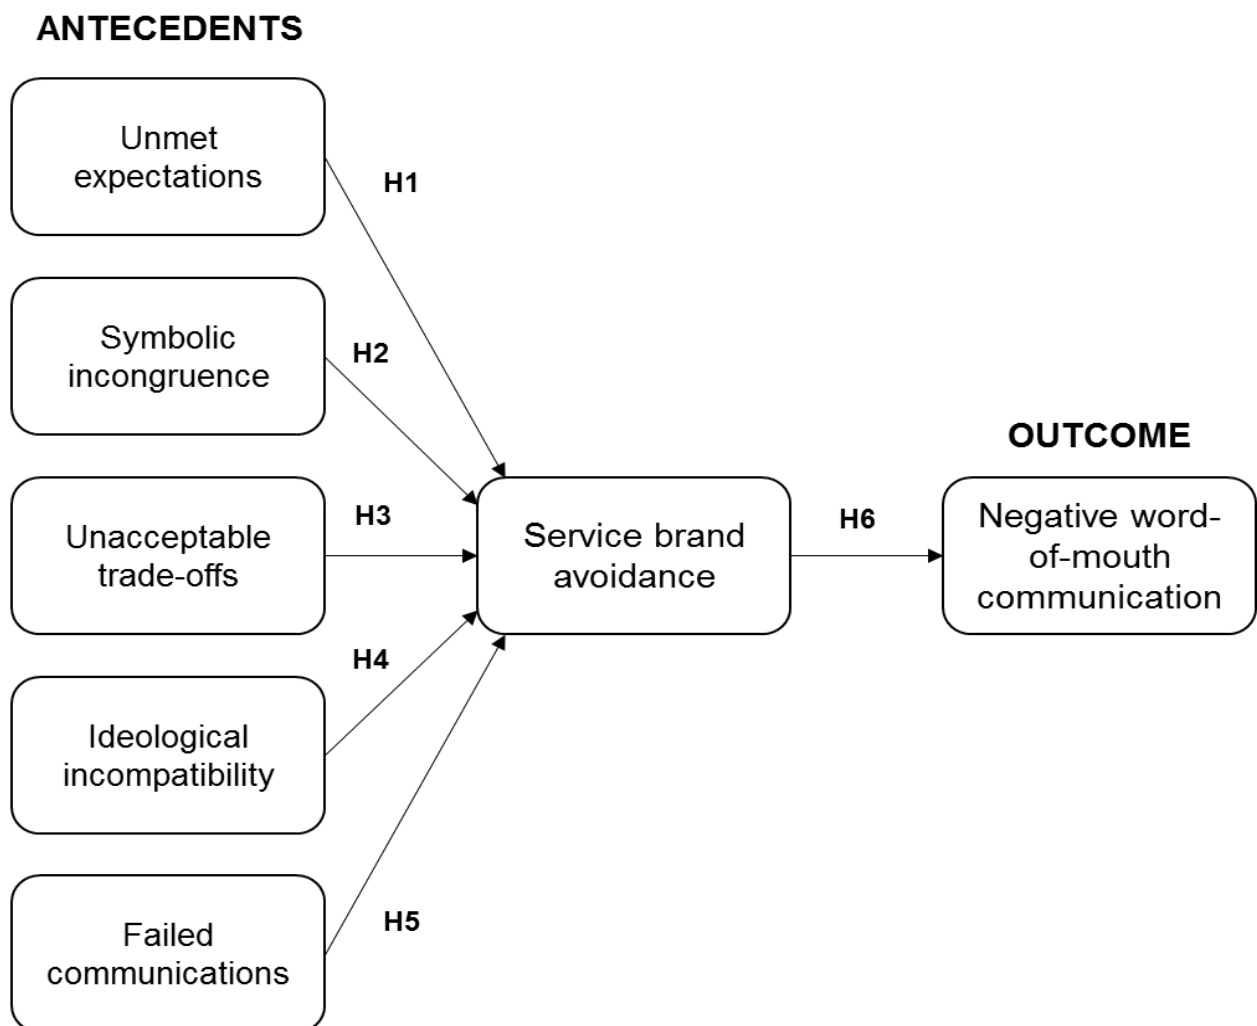 ANTECEDENTS
Unmet
expectations
H1
Symbolic
incongruence
H2
Unacceptable
trade-offs
H3
Ideological
incompatibility
H4
Failed
communications
H5
Service brand
avoidance
H6
OUTCOME
Negative word-
of-mouth
communication